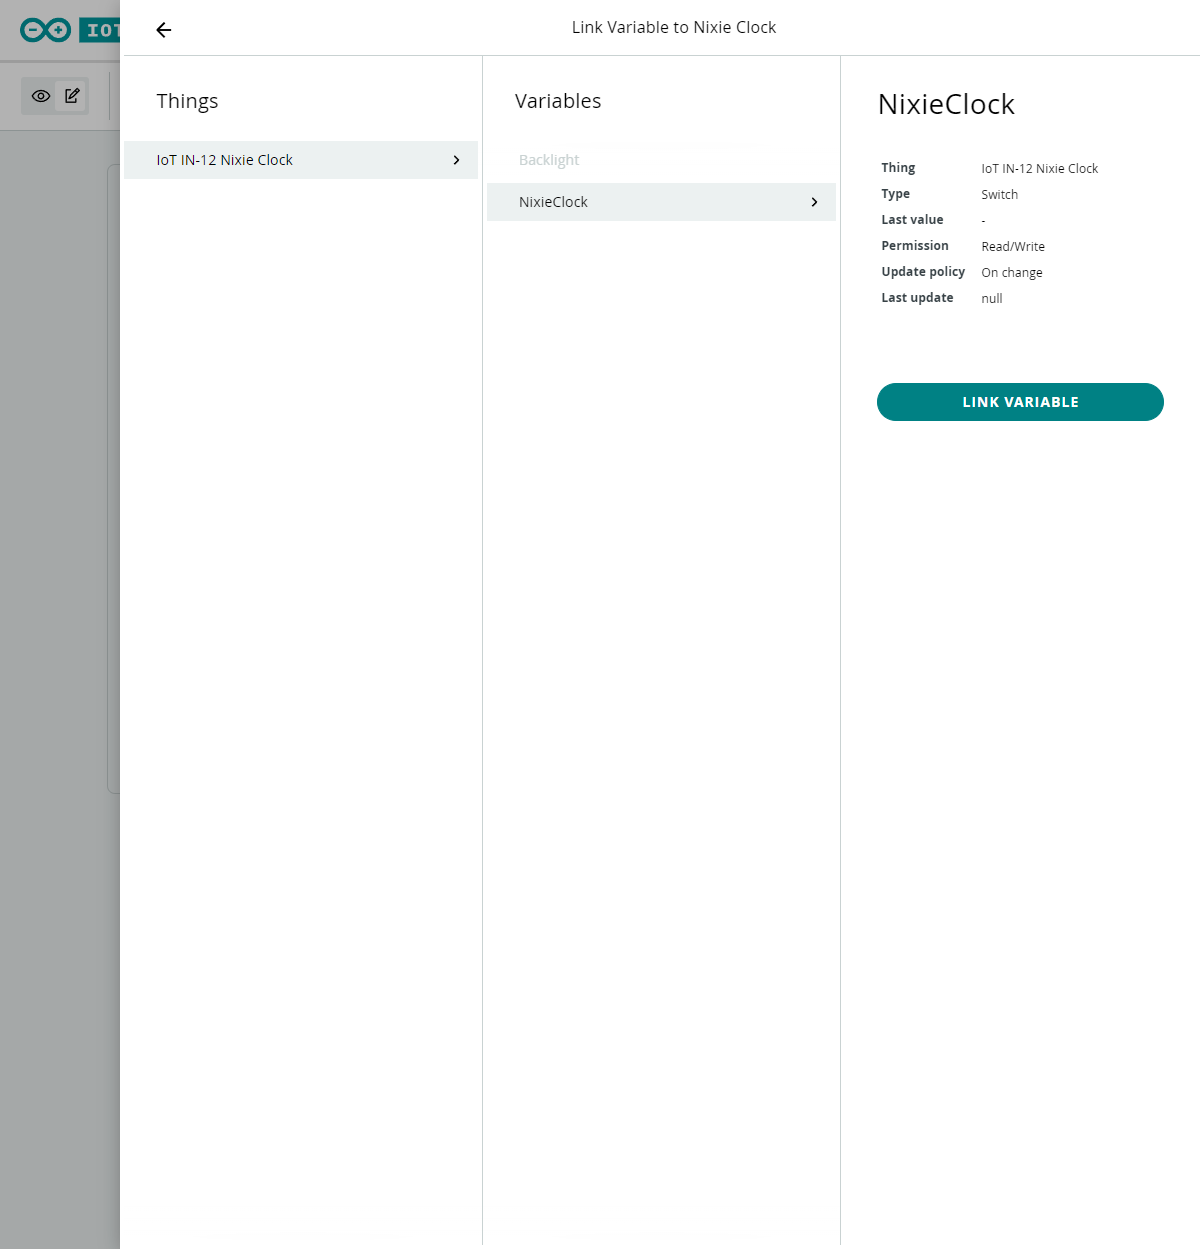 IOT
Link Variable to Nixie Clock
Things
IoT IN-12 Nixie Clock
Variables
Backlight
NixieClock
NixieClock
Thing IoT IN-12 Nixie Clock
Type Switch
Last value -
Permission Read/Write
Update policy On change
Last update null
LINK VARIABLE